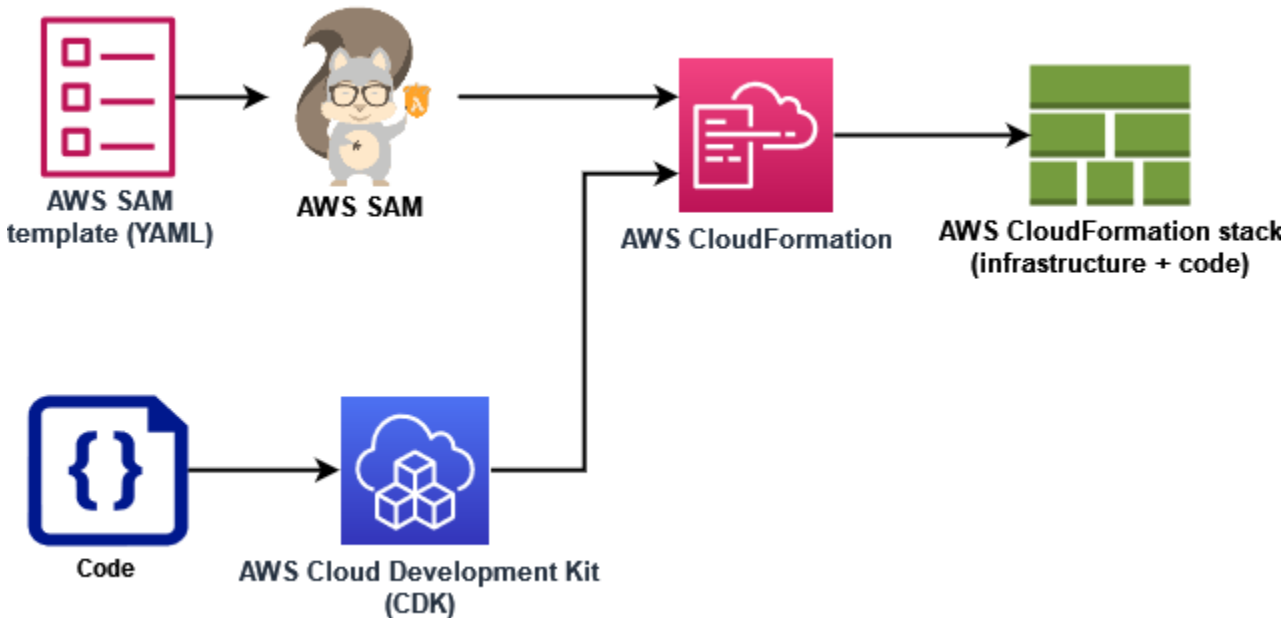 AWS SAM
template (YAML)
AWS SAM
AWS CloudFormation
AWS CloudFormation stack
(infrastructure + code)
{}
Code
AWS Cloud Development Kit
(CDK)